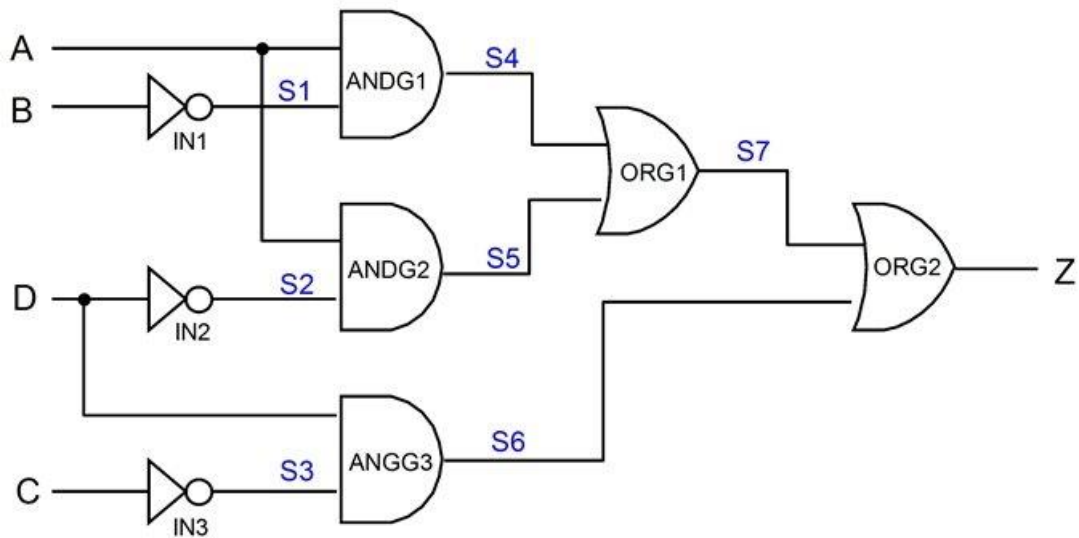 A
B
IN1
S1
ANDG1
S4
ORG1
S7
D
IN2
S2
ANDG2
S5
ORG2
Z
C
IN3
S3
ANGG3
S6